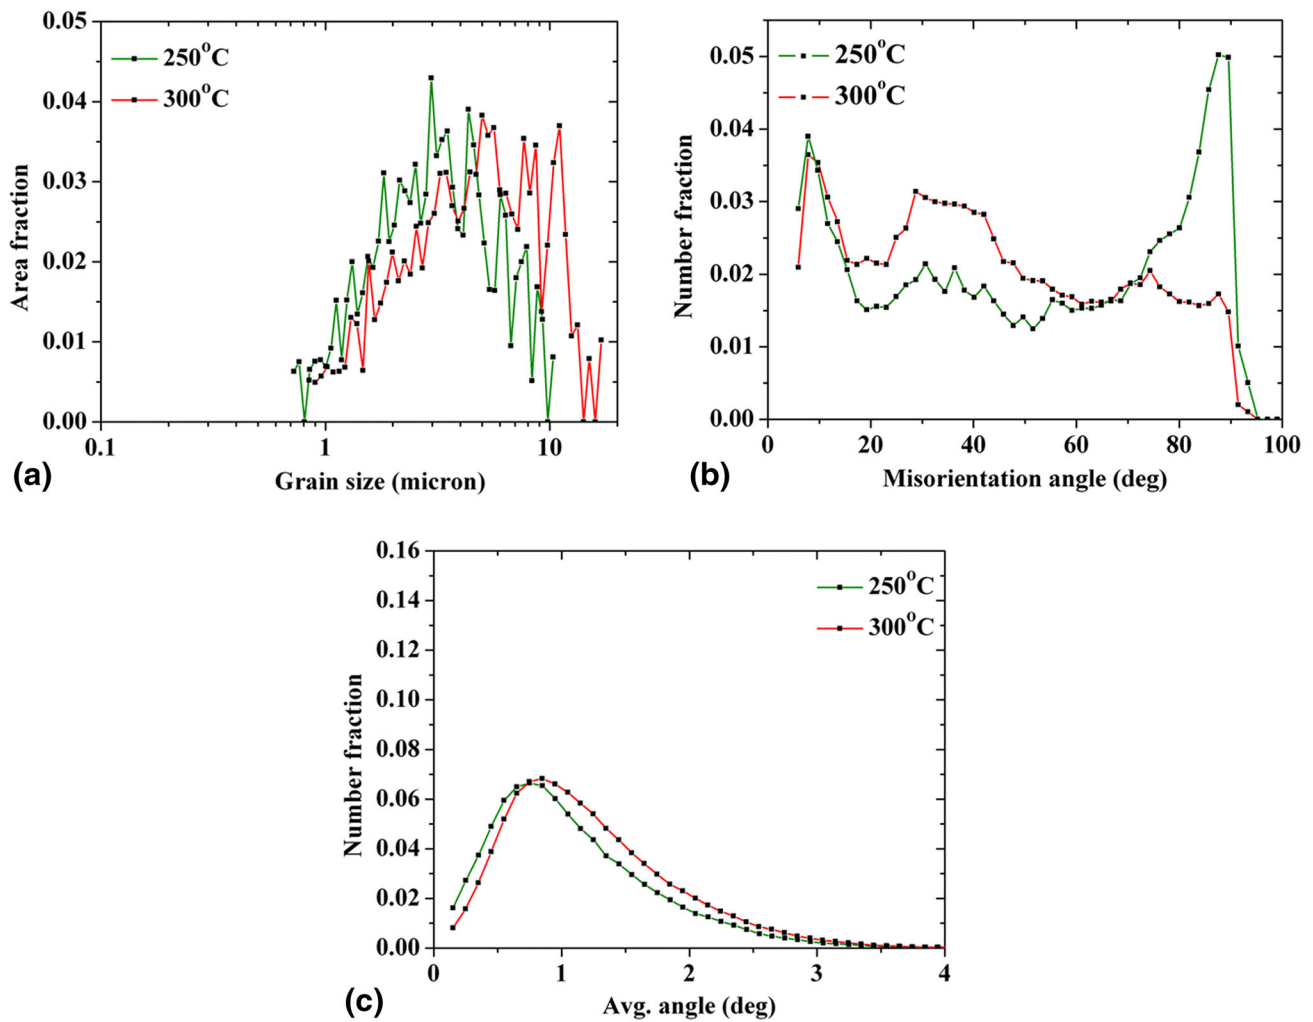 0.05
0.04
0.03
0.02
0.01
0.00
Area fraction
250°C
300°C
0.1
1
10
Grain size (micron)
(a)
0.05
0.04
0.03
0.02
0.01
0.00
Number fraction
250°C
300°C
0
20
40
60
80
100
Misorientation angle (deg)
(b)
0.16
0.14
0.12
0.10
0.08
0.06
0.04
0.02
0.00
Number fraction
250°C
300°C
0
1
2
3
4
Avg. angle (deg)
(c)